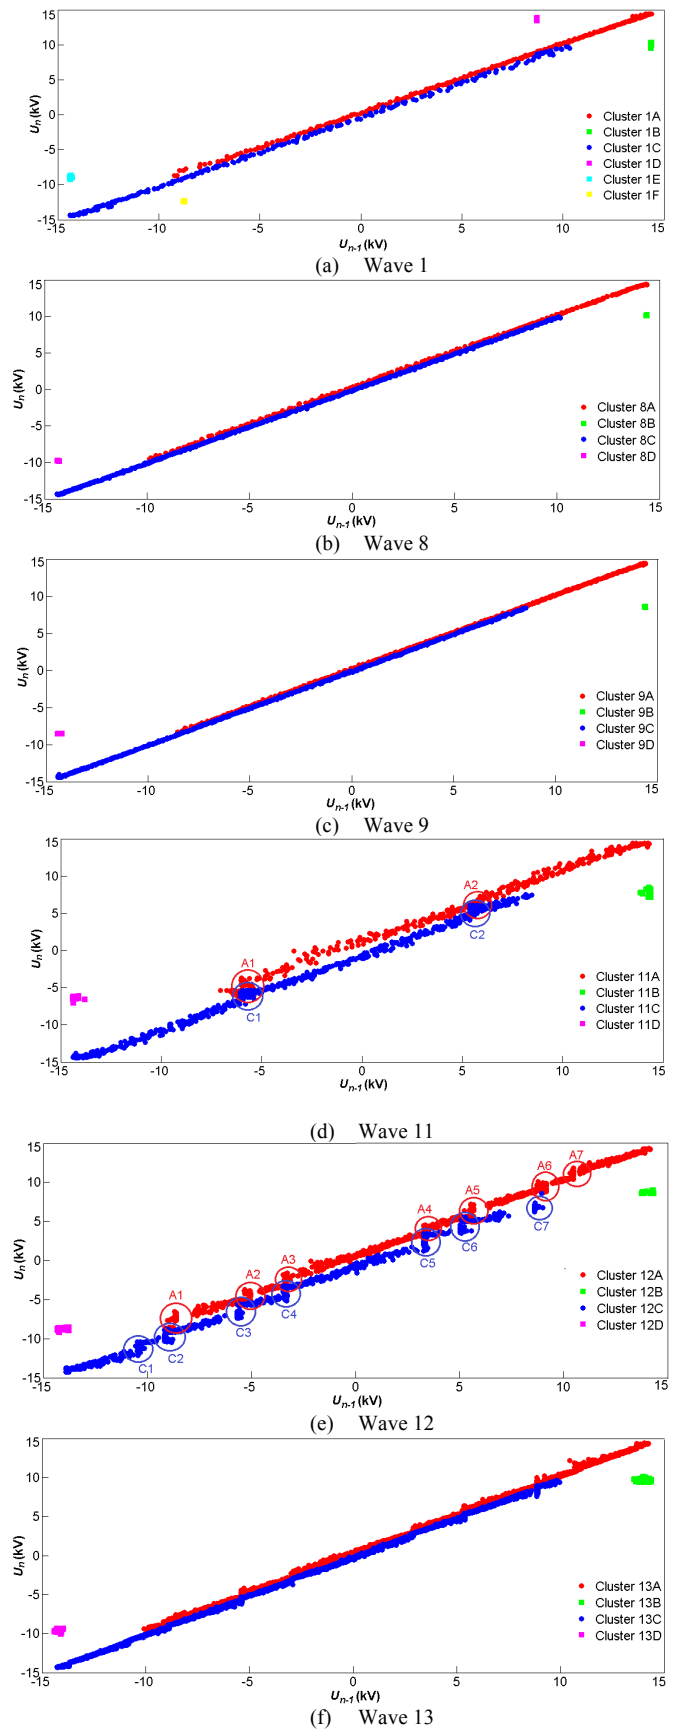 15
10
5
0
-5
-10
-15
Un (kV)
Cluster 1A
Cluster 1B
Cluster 1C
Cluster 1D
Cluster 1E
Cluster 1F
-15 -10 -5 0 5 10 15
Un-1 (kV)
(a) Wave 1
15
10
5
0
-5
-10
-15
Un (kV)
Cluster 8A
Cluster 8B
Cluster 8C
Cluster 8D
-15 -10 -5 0 5 10 15
Un-1 (kV)
(b) Wave 8
15
10
5
0
-5
-10
-15
Un (kV)
Cluster 9A
Cluster 9B
Cluster 9C
Cluster 9D
-15 -10 -5 0 5 10 15
Un-1 (kV)
(c) Wave 9
15
10
5
0
-5
-10
-15
Un (kV)
A2
C2
A1
C1
Cluster 11A
Cluster 11B
Cluster 11C
Cluster 11D
-15 -10 -5 0 5 10 15
Un-1 (kV)
(d) Wave 11
15
10
5
0
-5
-10
-15
Un (kV)
A1
A2
A3
A4
A5
A6
A7
C1
C2
C3
C4
C5
C6
C7
Cluster 12A
Cluster 12B
Cluster 12C
Cluster 12D
-15 -10 -5 0 5 10 15
Un-1 (kV)
(e) Wave 12
15
10
5
0
-5
-10
-15
Un (kV)
Cluster 13A
Cluster 13B
Cluster 13C
Cluster 13D
-15 -10 -5 0 5 10 15
Un-1 (kV)
(f) Wave 13